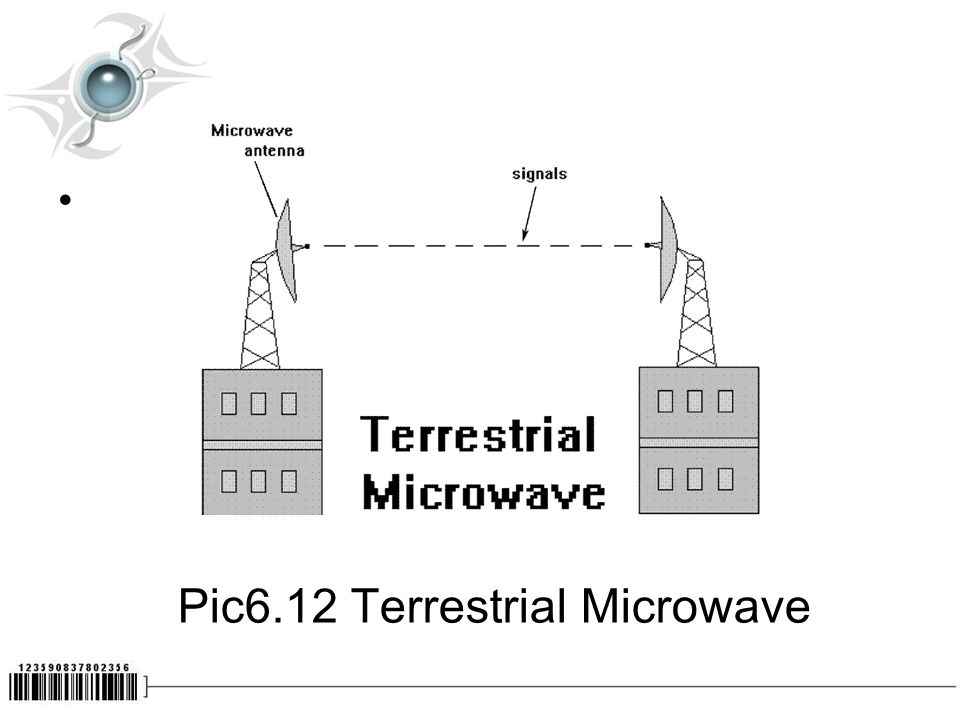 Microwave
antenna
signals
Terrestrial
Microwave
•
Pic6.12 Terrestrial Microwave
123590837802356